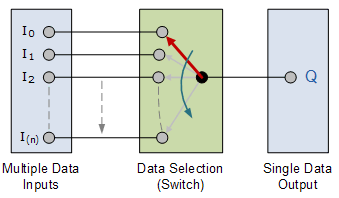 I0
I1
I2
I(n)
Q
Multiple Data
Inputs
Data Selection
(Switch)
Single Data
Output